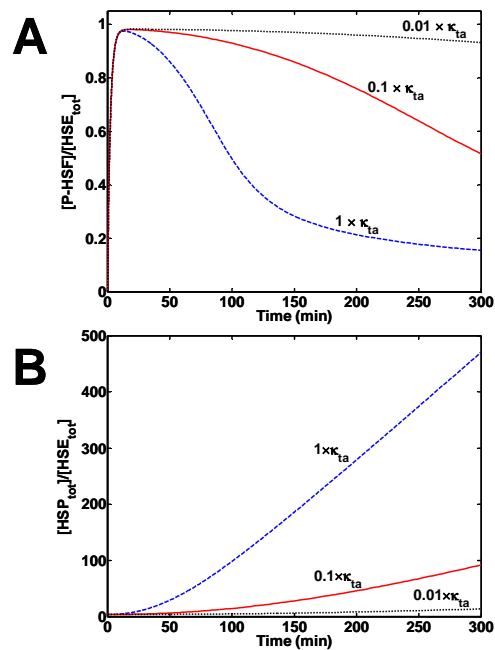 A
1
0.8
0.6
0.4
0.2
0
[P-HSF]/[HSE_tot]
0.01 × κ_ta
0.1 × κ_ta
1 × κ_ta
0 50 100 150 200 250 300
Time (min)
B
500
400
300
200
100
0
[HSP_tot]/[HSE_tot]
1×κ_ta
0.1×κ_ta
0.01×κ_ta
0 50 100 150 200 250 300
Time (min)